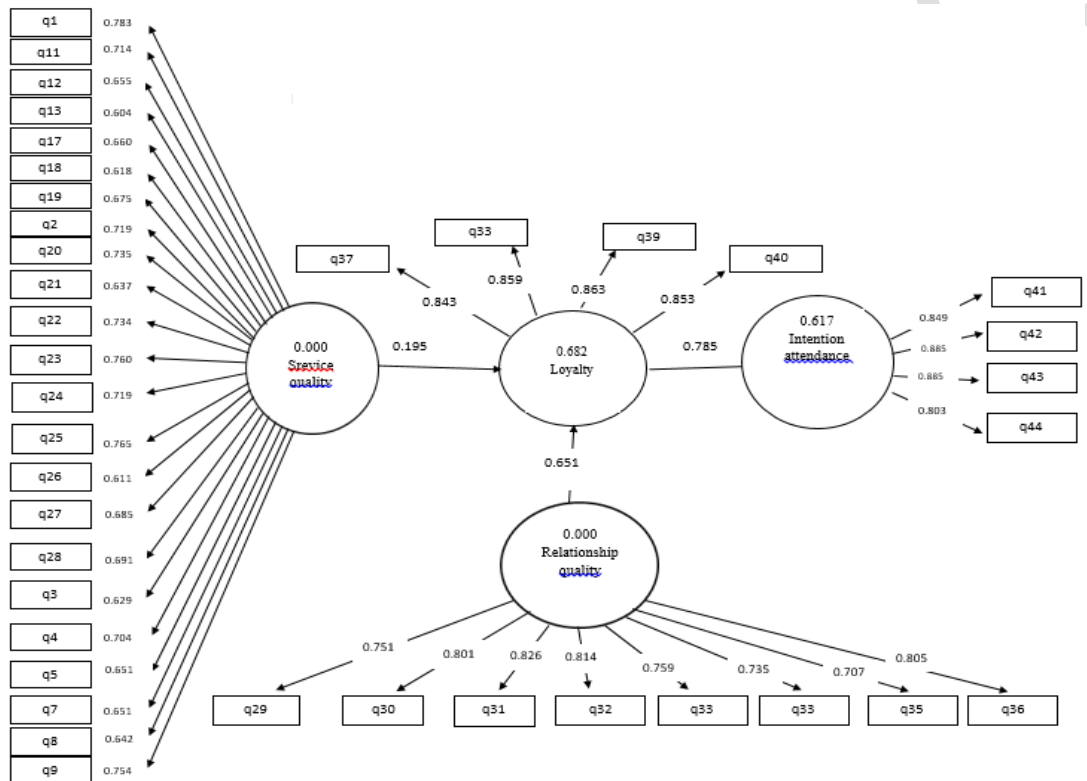 q1 0.783
q11 0.714
q12 0.655
q13 0.604
q17 0.660
q18 0.618
q19 0.675
q2 0.719
q20 0.735
q21 0.637
q22 0.734
q23 0.760
q24 0.719
q25 0.765
q26 0.611
q27 0.685
q28 0.691
q3 0.629
q4 0.704
q5 0.651
q7 0.651
q8 0.642
q9 0.754
0.000
Srevice
quality
0.195
q37
q33
q39
q40
0.843
0.859
0.863
0.853
0.682
Loyalty
0.785
0.617
Intention
attendance
q41
q42
q43
q44
0.849
0.885
0.885
0.803
0.651
0.000
Relationship
quality
0.751
0.801
0.826
0.814
0.759
0.735
0.707
0.805
q29
q30
q31
q32
q33
q33
q35
q36